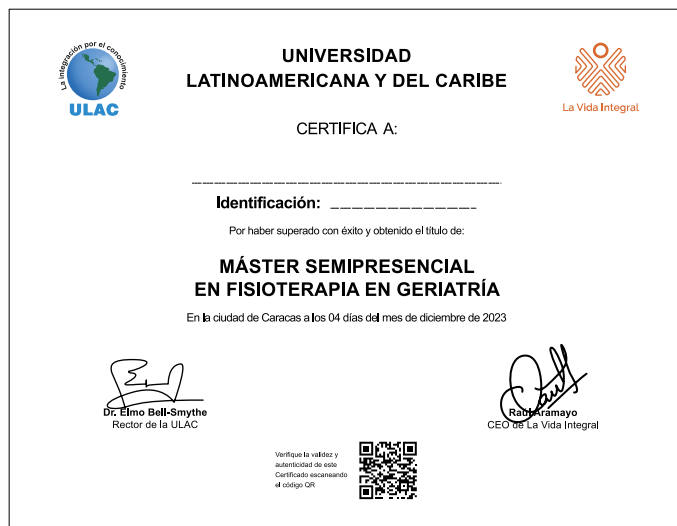 La integración por el conocimiento
ULAC
UNIVERSIDAD
LATINOAMERICANA Y DEL CARIBE
La Vida Integral
CERTIFICA A:
Identificación:
Por haber superado con éxito y obtenido el título de:
MÁSTER SEMIPRESENCIAL
EN FISIOTERAPIA EN GERIATRÍA
En la ciudad de Caracas a los 04 días del mes de diciembre de 2023
Dr. Elmo Bell-Smythe
Rector de la ULAC
Raúl Aramayo
CEO de La Vida Integral
Verifique la validez y
autenticidad de este
Certificado escaneando
el código QR